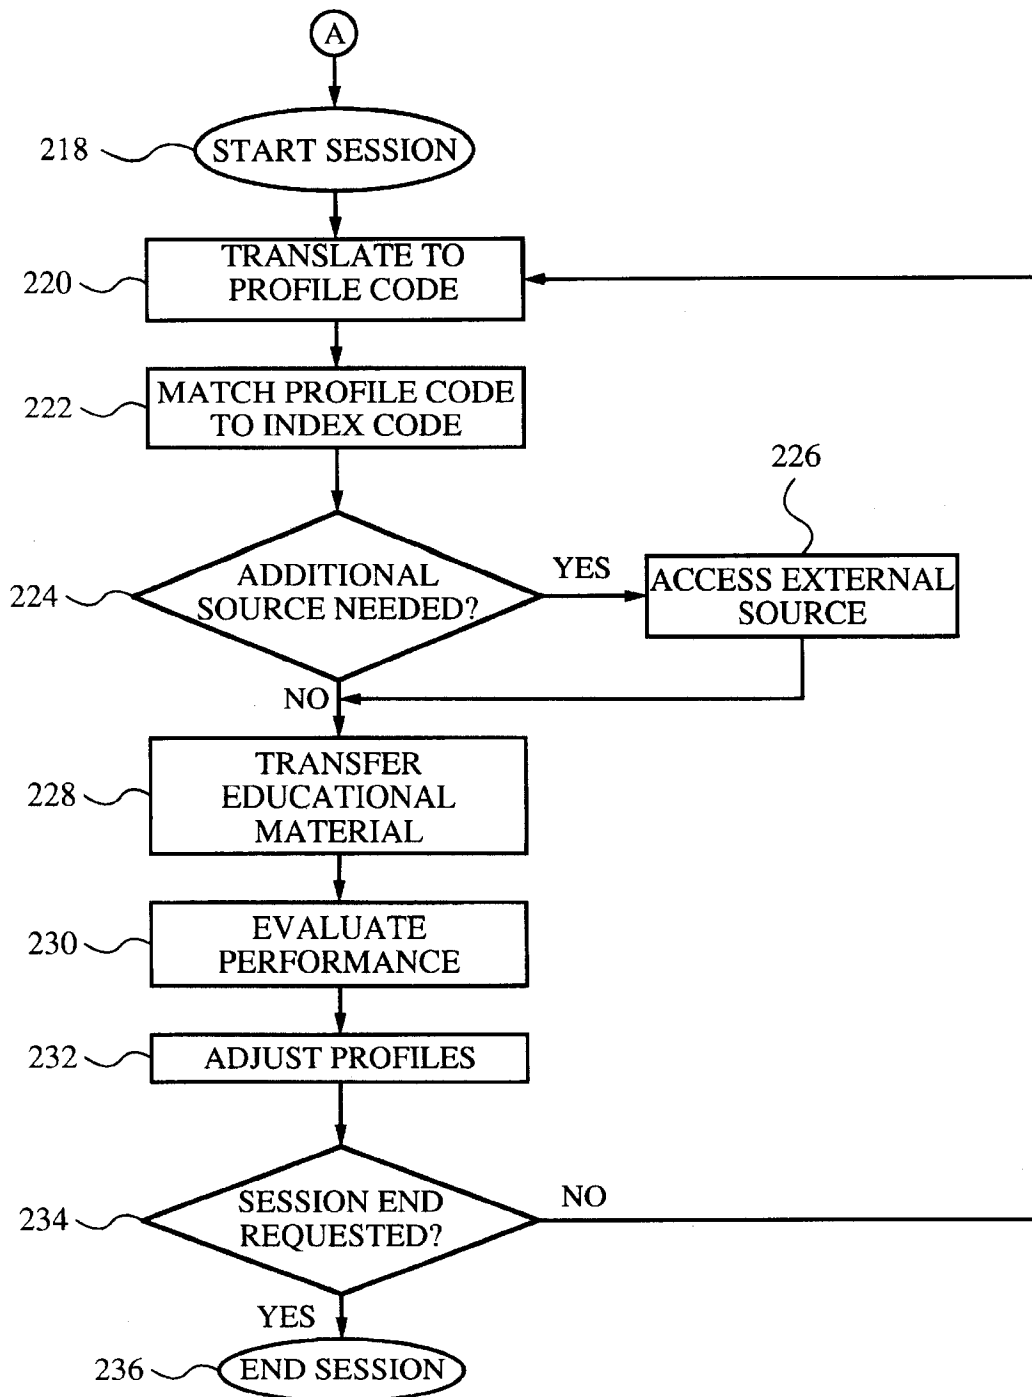 A
218
START SESSION
220
TRANSLATE TO
PROFILE CODE
222
MATCH PROFILE CODE
TO INDEX CODE
226
224
ADDITIONAL
SOURCE NEEDED?
YES
ACCESS EXTERNAL
SOURCE
NO
228
TRANSFER
EDUCATIONAL
MATERIAL
230
EVALUATE
PERFORMANCE
232
ADJUST PROFILES
234
SESSION END
REQUESTED?
NO
YES
236
END SESSION